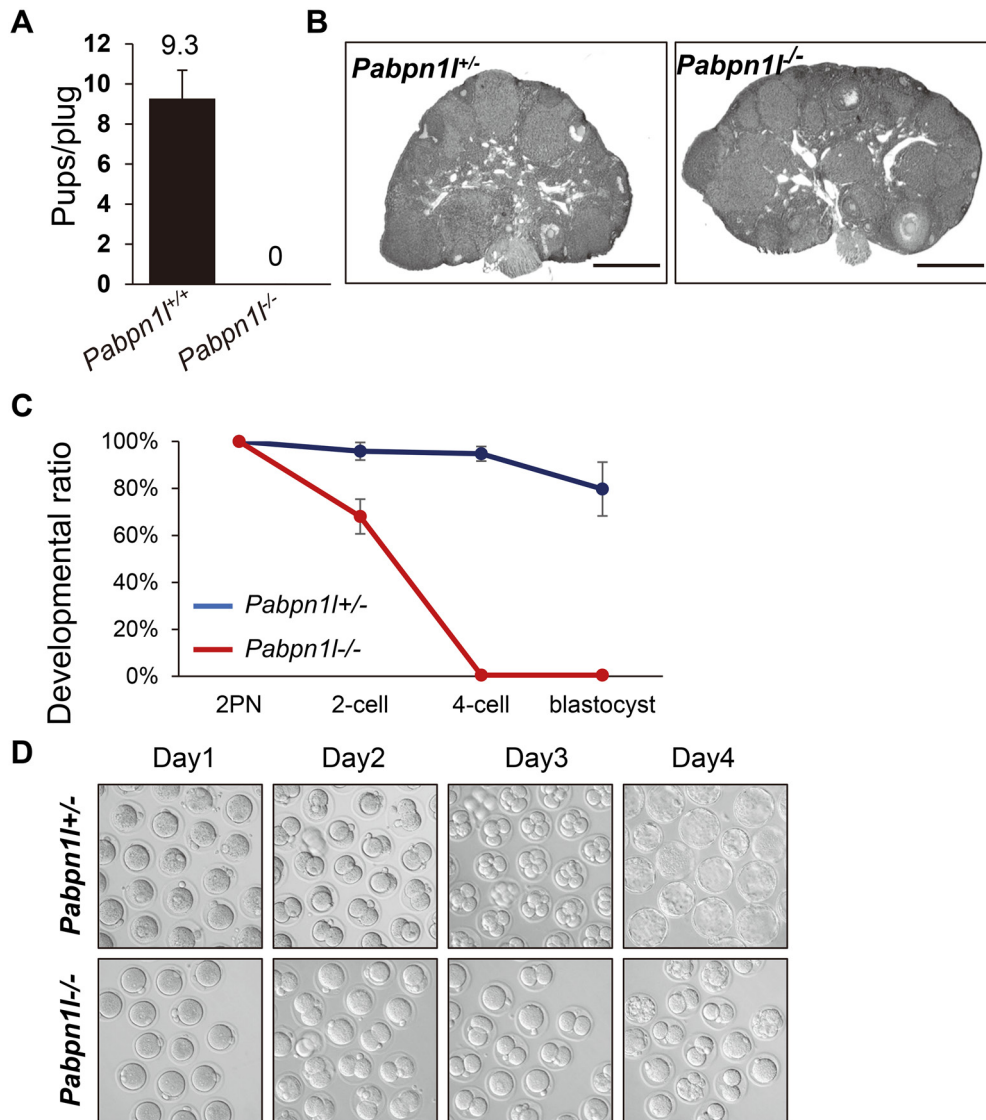 A
12
10
8
6
4
2
0
Pups/plug
9.3
0
Pabpn1l+/+
Pabpn1l-/-
B
Pabpn1l+/-
Pabpn1l-/-
C
100%
80%
60%
40%
20%
0%
Developmental ratio
Pabpn1l+/-
Pabpn1l-/-
2PN 2-cell 4-cell blastocyst
D
Day1 Day2 Day3 Day4
Pabpn1l+/-
Pabpn1l-/-